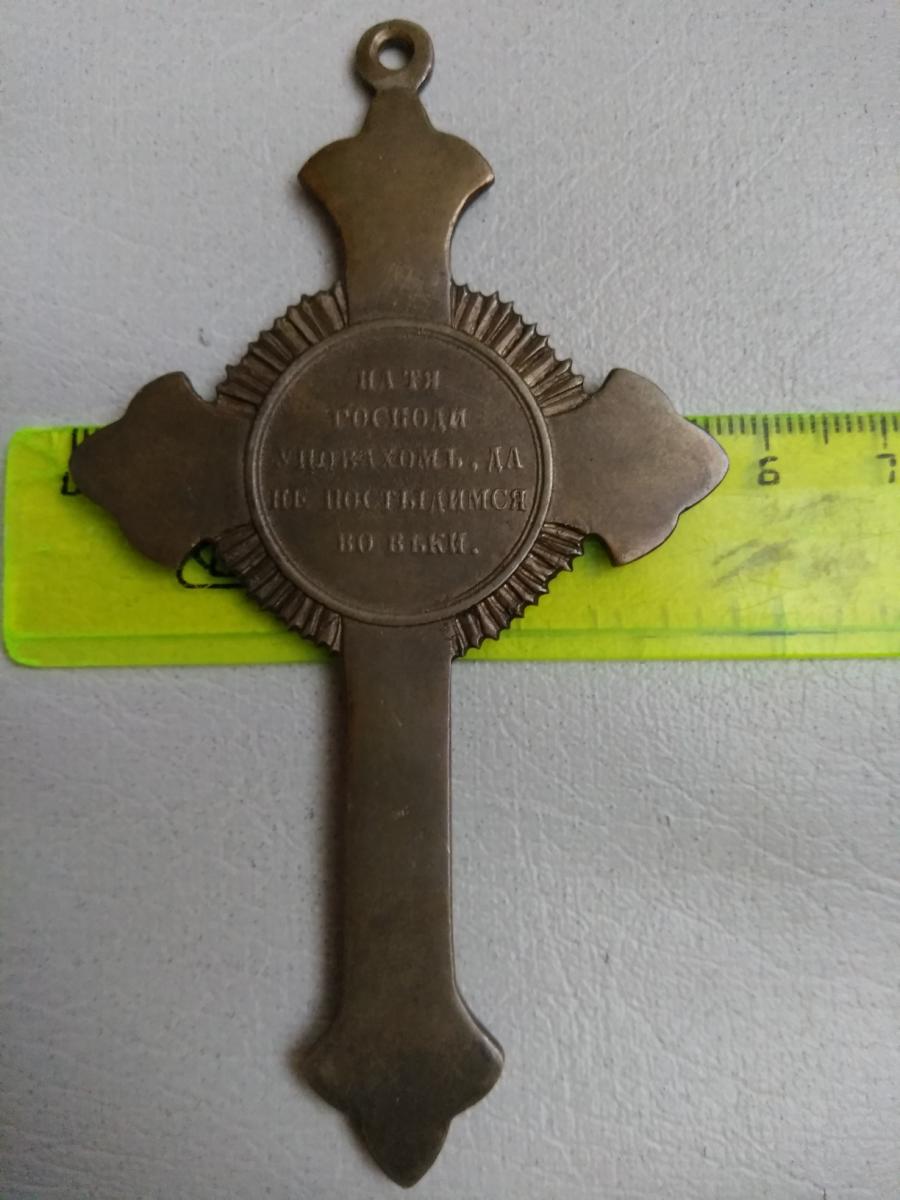 НА ТЯ
ГОСПОДИ
УПОВАХОМЪ, ДА
НЕ ПОСТЫДИМСЯ
ВО ВѢКИ.
6
7